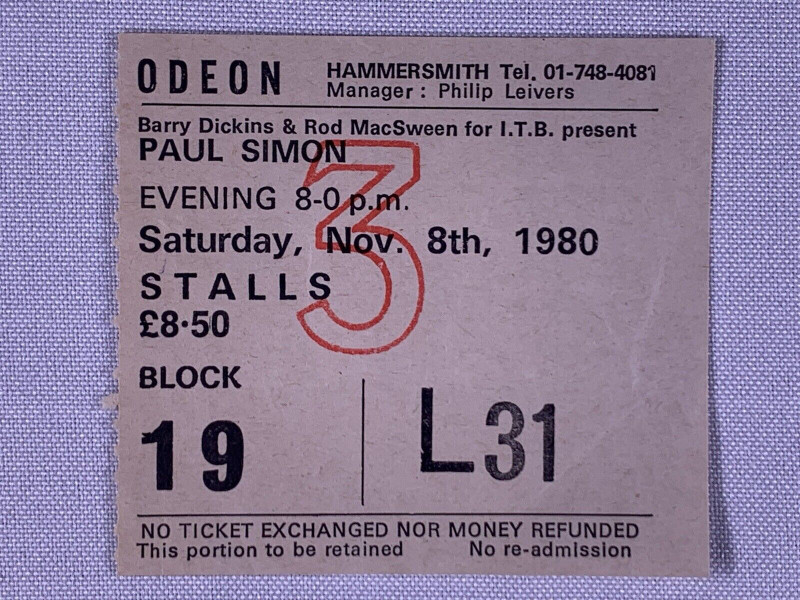 ODEON HAMMERSMITH Tel. 01-748-4081
Manager : Philip Leivers
Barry Dickins & Rod MacSween for I.T.B. present
PAUL SIMON
3
EVENING 8-0 p.m.
Saturday, Nov. 8th, 1980
STALLS
£8·50
BLOCK
19 L31
NO TICKET EXCHANGED NOR MONEY REFUNDED
This portion to be retained No re-admission